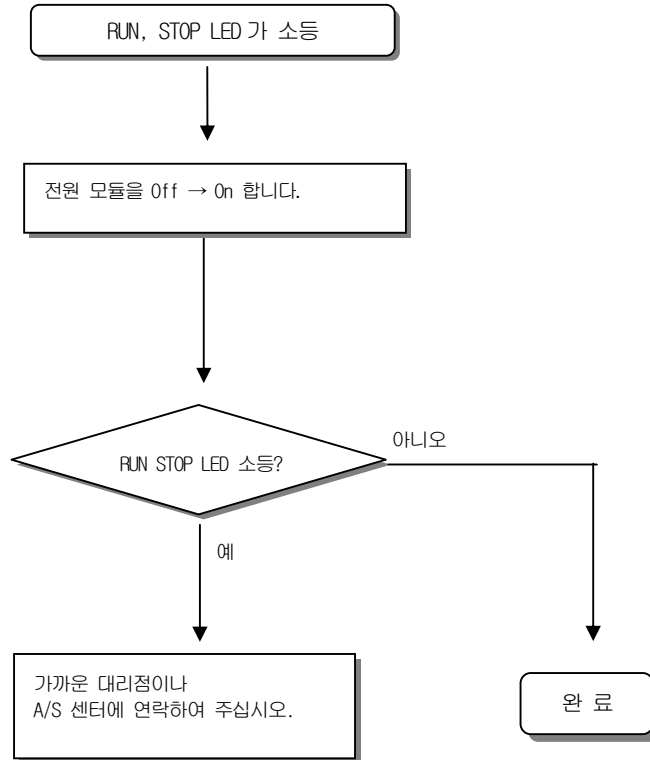 RUN, STOP LED 가 소등
전원 모듈을 Off → On 합니다.
RUN STOP LED 소등?
아니오
예
가까운 대리점이나
A/S 센터에 연락하여 주십시오.
완 료